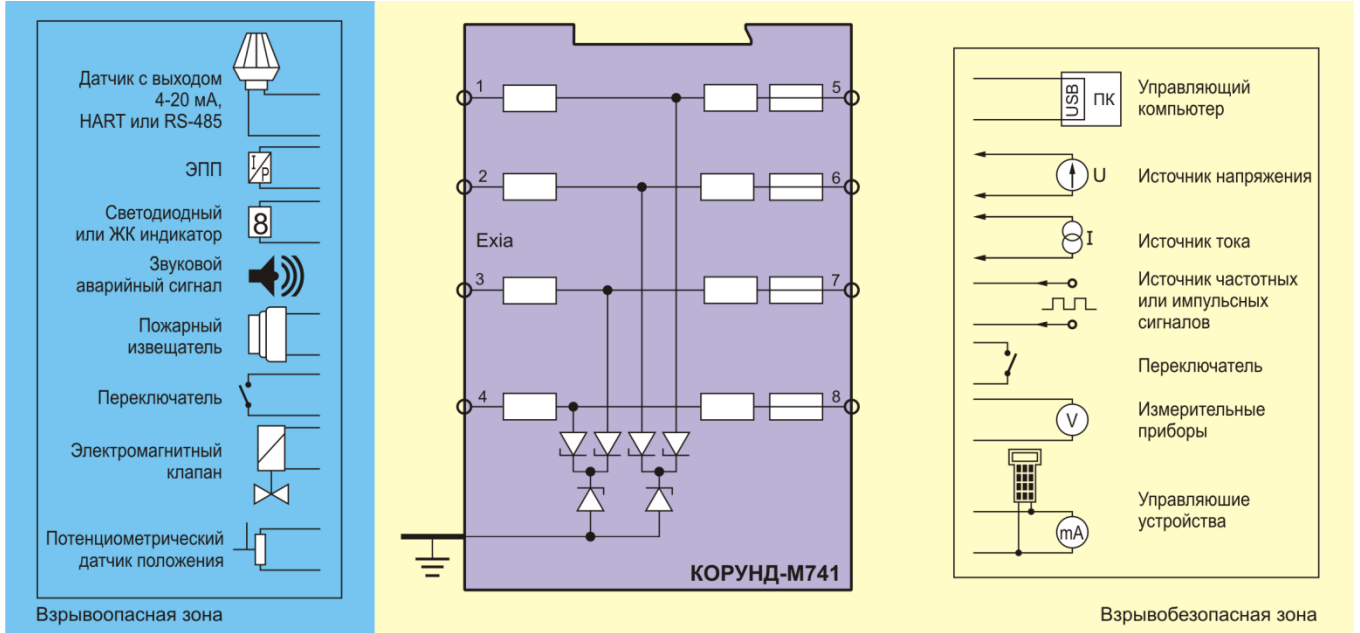 Датчик с выходом
4-20 мА,
HART или RS-485
ЭПП
I/P
Светодиодный
или ЖК индикатор
8
Звуковой
аварийный сигнал
Пожарный
извещатель
Переключатель
Электромагнитный
клапан
Потенциометрический
датчик положения
Взрывоопасная зона
1
5
2
6
Exia
3
7
4
8
КОРУНД-М741
USB
ПК
Управляющий
компьютер
U
Источник напряжения
I
Источник тока
Источник частотных
или импульсных
сигналов
Переключатель
V
Измерительные
приборы
mA
Управляюшие
устройства
Взрывобезопасная зона